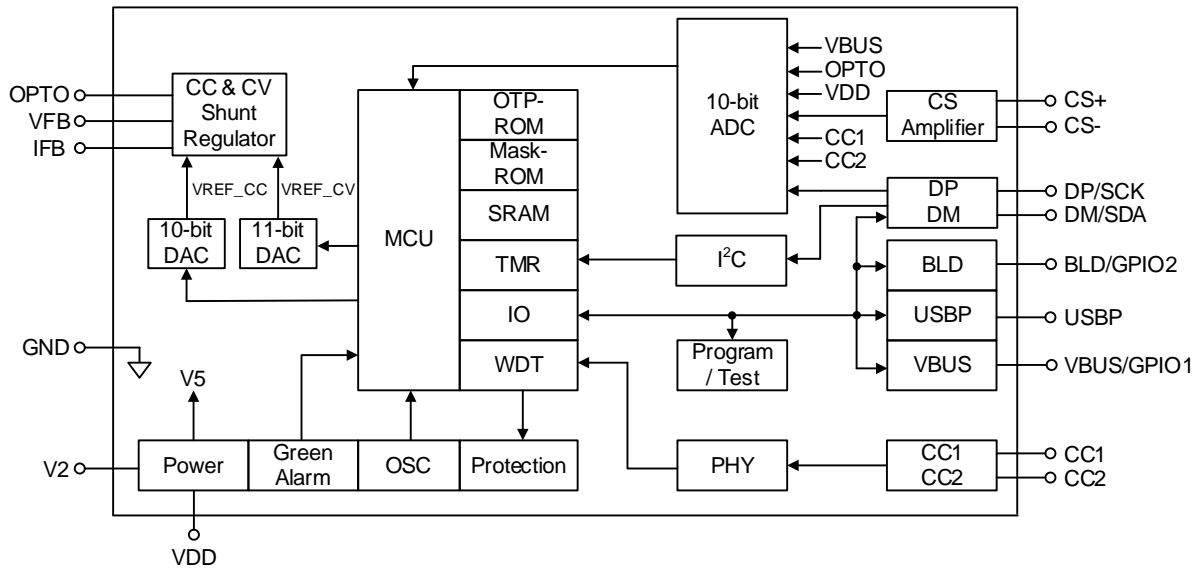 OPTO
VFB
IFB
CC & CV
Shunt
Regulator
VREF_CC
VREF_CV
10-bit
DAC
11-bit
DAC
GND
V5
V2
Power
VDD
Green
Alarm
OSC
Protection
MCU
OTP-
ROM
Mask-
ROM
SRAM
TMR
IO
WDT
10-bit
ADC
VBUS
OPTO
VDD
CC1
CC2
CS
Amplifier
CS+
CS-
DP
DM
DP/SCK
DM/SDA
I²C
BLD
BLD/GPIO2
USBP
USBP
VBUS
VBUS/GPIO1
Program
/ Test
PHY
CC1
CC2
CC1
CC2